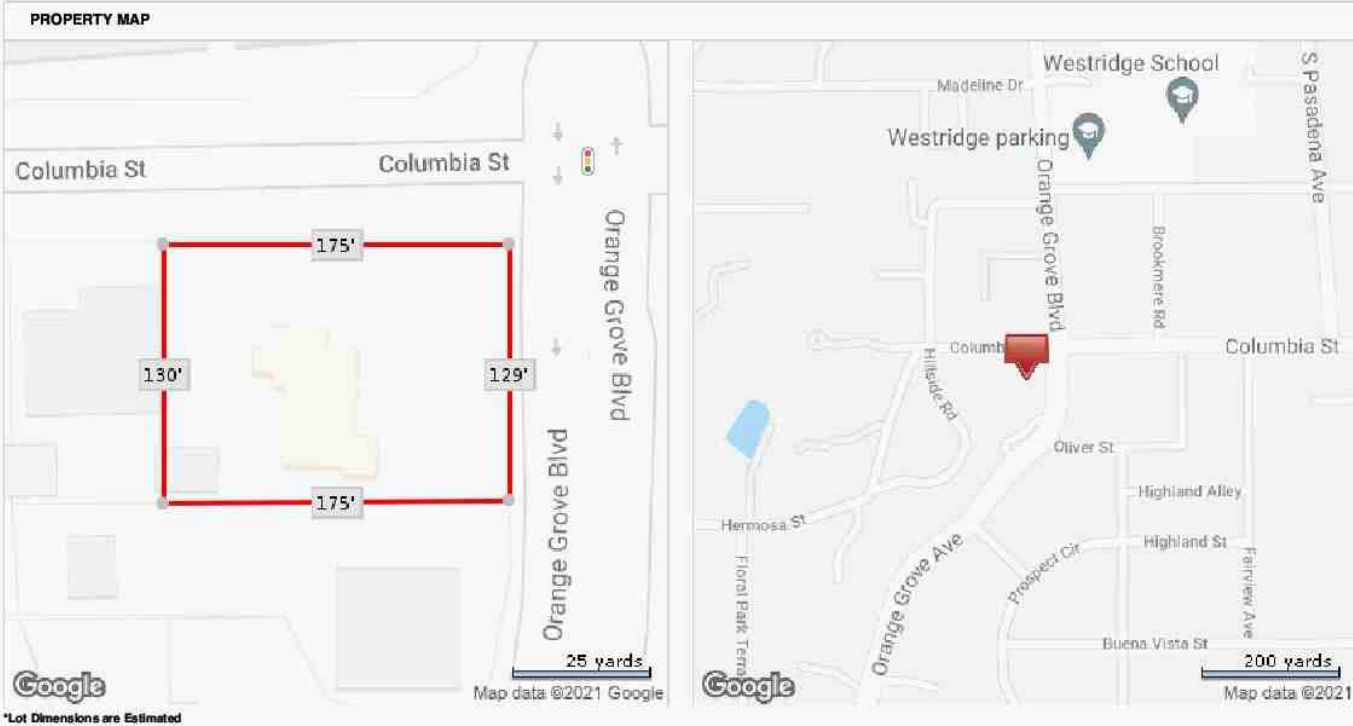 PROPERTY MAP
Columbia St
Columbia St
Orange Grove Blvd
Orange Grove Blvd
175'
130'
129'
175'
25 yards
Google
Map data ©2021 Google
Westridge School
Madeline Dr
Westridge parking
S Pasadena Ave
Orange Grove Blvd
Brookmere Rd
Columb
Columbia St
Hillside Rd
Oliver St
Highland Alley
Hermosa St
Highland St
Prospect Cir
Orange Grove Ave
Floral Park Terra
Fairview Ave
Buena Vista St
200 yards
Google
Map data ©2021
*Lot Dimensions are Estimated